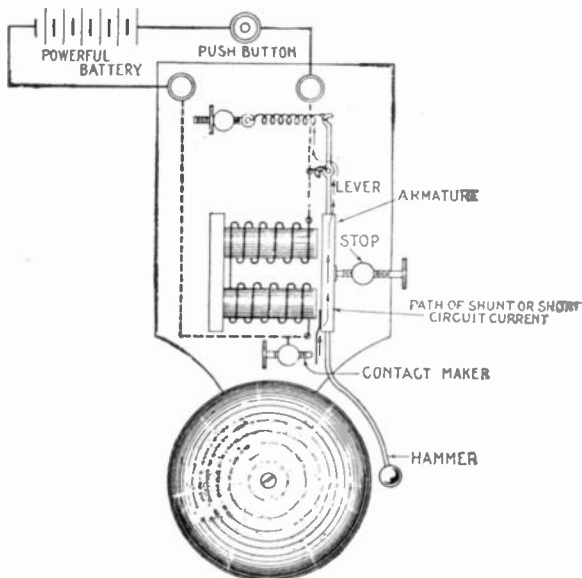 POWERFUL
BATTERY
PUSH BUTTON
LEVER
ARMATURE
STOP
PATH OF SHUNT OR SHORT
CIRCUIT CURRENT
CONTACT MAKER
HAMMER